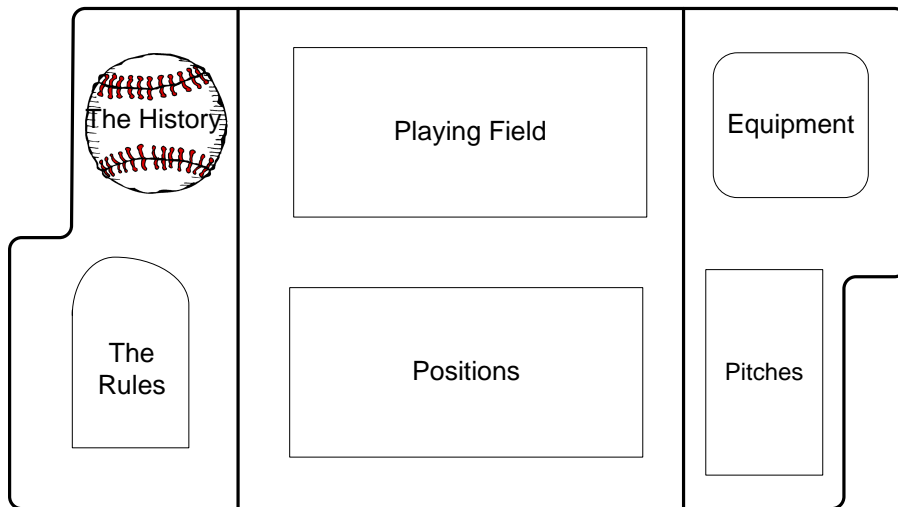 The History
Playing Field
Equipment
The
Rules
Positions
Pitches